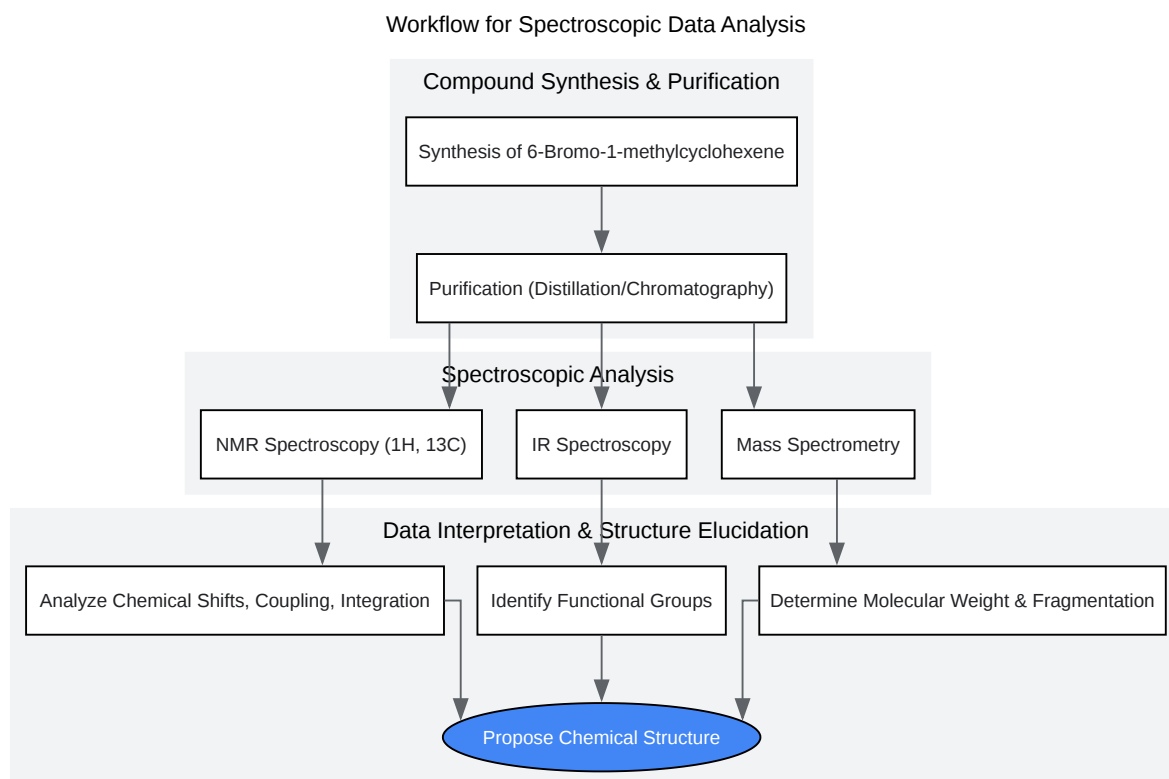 Workflow for Spectroscopic Data Analysis
Compound Synthesis & Purification
Synthesis of 6-Bromo-1-methylcyclohexene
Purification (Distillation/Chromatography)
Spectroscopic Analysis
NMR Spectroscopy (1H, 13C)
IR Spectroscopy
Mass Spectrometry
Data Interpretation & Structure Elucidation
Analyze Chemical Shifts, Coupling, Integration
Identify Functional Groups
Determine Molecular Weight & Fragmentation
Propose Chemical Structure